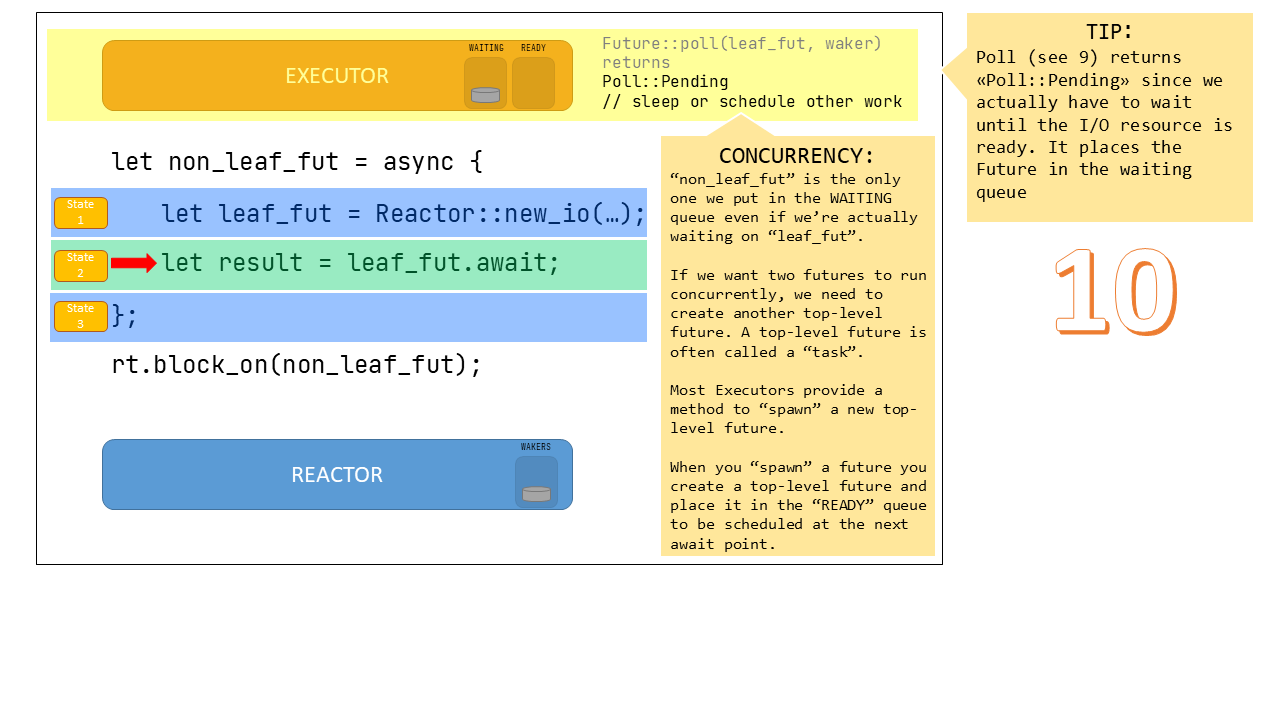 WAITING READY
EXECUTOR
Future::poll(leaf_fut, waker)
returns
Poll::Pending
// sleep or schedule other work
TIP:
Poll (see 9) returns
«Poll::Pending» since we
actually have to wait
until the I/O resource is
ready. It places the
Future in the waiting
queue
10
let non_leaf_fut = async {
State
1
let leaf_fut = Reactor::new_io(…);
State
2
let result = leaf_fut.await;
State
3
};
rt.block_on(non_leaf_fut);
CONCURRENCY:
“non_leaf_fut” is the only
one we put in the WAITING
queue even if we’re actually
waiting on “leaf_fut”.
If we want two futures to run
concurrently, we need to
create another top-level
future. A top-level future is
often called a “task”.
Most Executors provide a
method to “spawn” a new top-
level future.
When you “spawn” a future you
create a top-level future and
place it in the “READY” queue
to be scheduled at the next
await point.
WAKERS
REACTOR